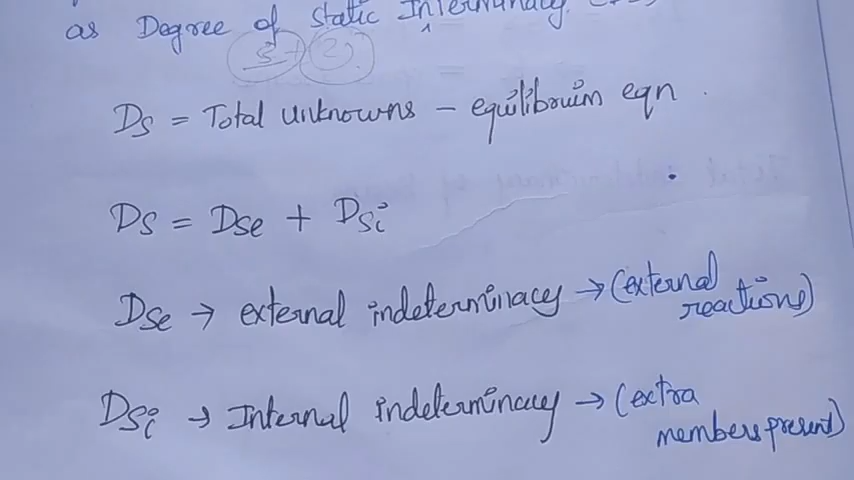 as Degree of static
Ds = Total unknowns – equilibruim eqn.
Ds = Dse + Dsi
Dse → external indeterminacy → (external
reactions)
Dsi → Internal indeterminacy → (extra
members present)